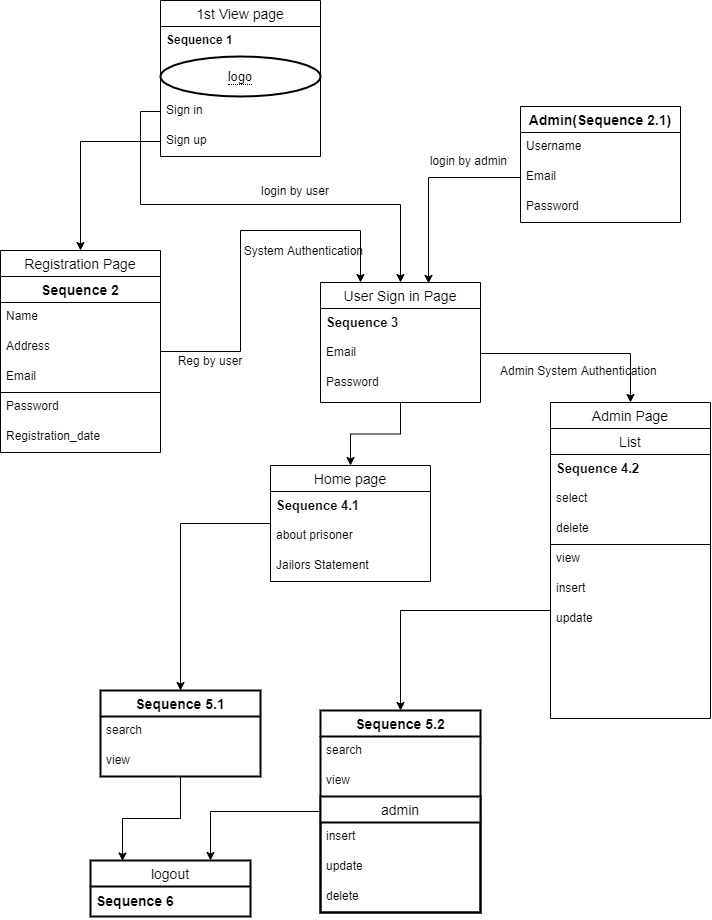 1st View page
Sequence 1
logo
Sign in
Sign up
login by user
Admin(Sequence 2.1)
Username
Email
Password
login by admin
Registration Page
Sequence 2
Name
Address
Email
Password
Registration_date
System Authentication
Reg by user
User Sign in Page
Sequence 3
Email
Password
Admin System Authentication
Admin Page
List
Sequence 4.2
select
delete
view
insert
update
Home page
Sequence 4.1
about prisoner
Jailors Statement
Sequence 5.1
search
view
Sequence 5.2
search
view
admin
insert
update
delete
logout
Sequence 6